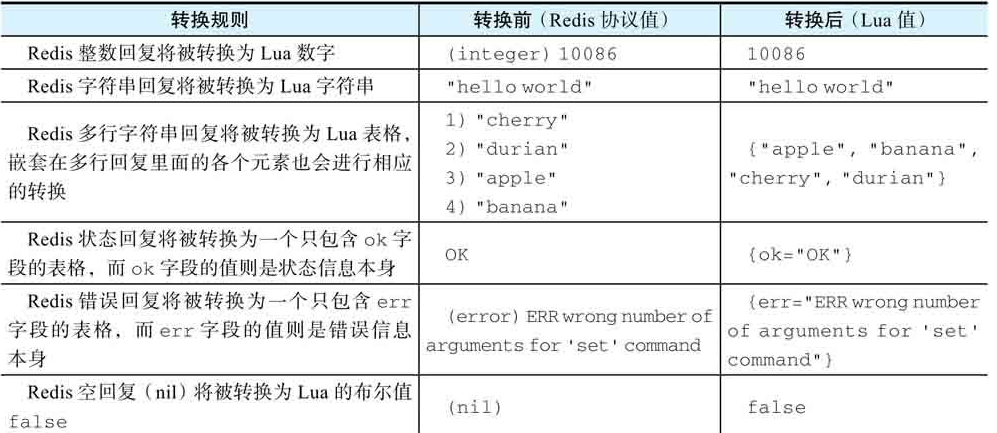 转换规则 转换前（Redis 协议值） 转换后（Lua 值）
Redis 整数回复将被转换为 Lua 数字 (integer) 10086 10086
Redis 字符串回复将被转换为 Lua 字符串 "hello world" "hello world"
Redis 多行字符串回复将被转换为 Lua 表格，
嵌套在多行回复里面的各个元素也会进行相应
的转换
1) "cherry"
2) "durian"
3) "apple"
4) "banana"
{"apple", "banana",
"cherry", "durian"}
Redis 状态回复将被转换为一个只包含 ok 字
段的表格，而 ok 字段的值则是状态信息本身
OK
{ok="OK"}
Redis 错误回复将被转换为一个只包含 err
字段的表格，而 err 字段的值则是错误信息
本身
(error) ERR wrong number of
arguments for 'set' command
{err="ERR wrong number
of arguments for 'set'
command"}
Redis 空回复（nil）将被转换为 Lua 的布尔值
false
(nil)
false